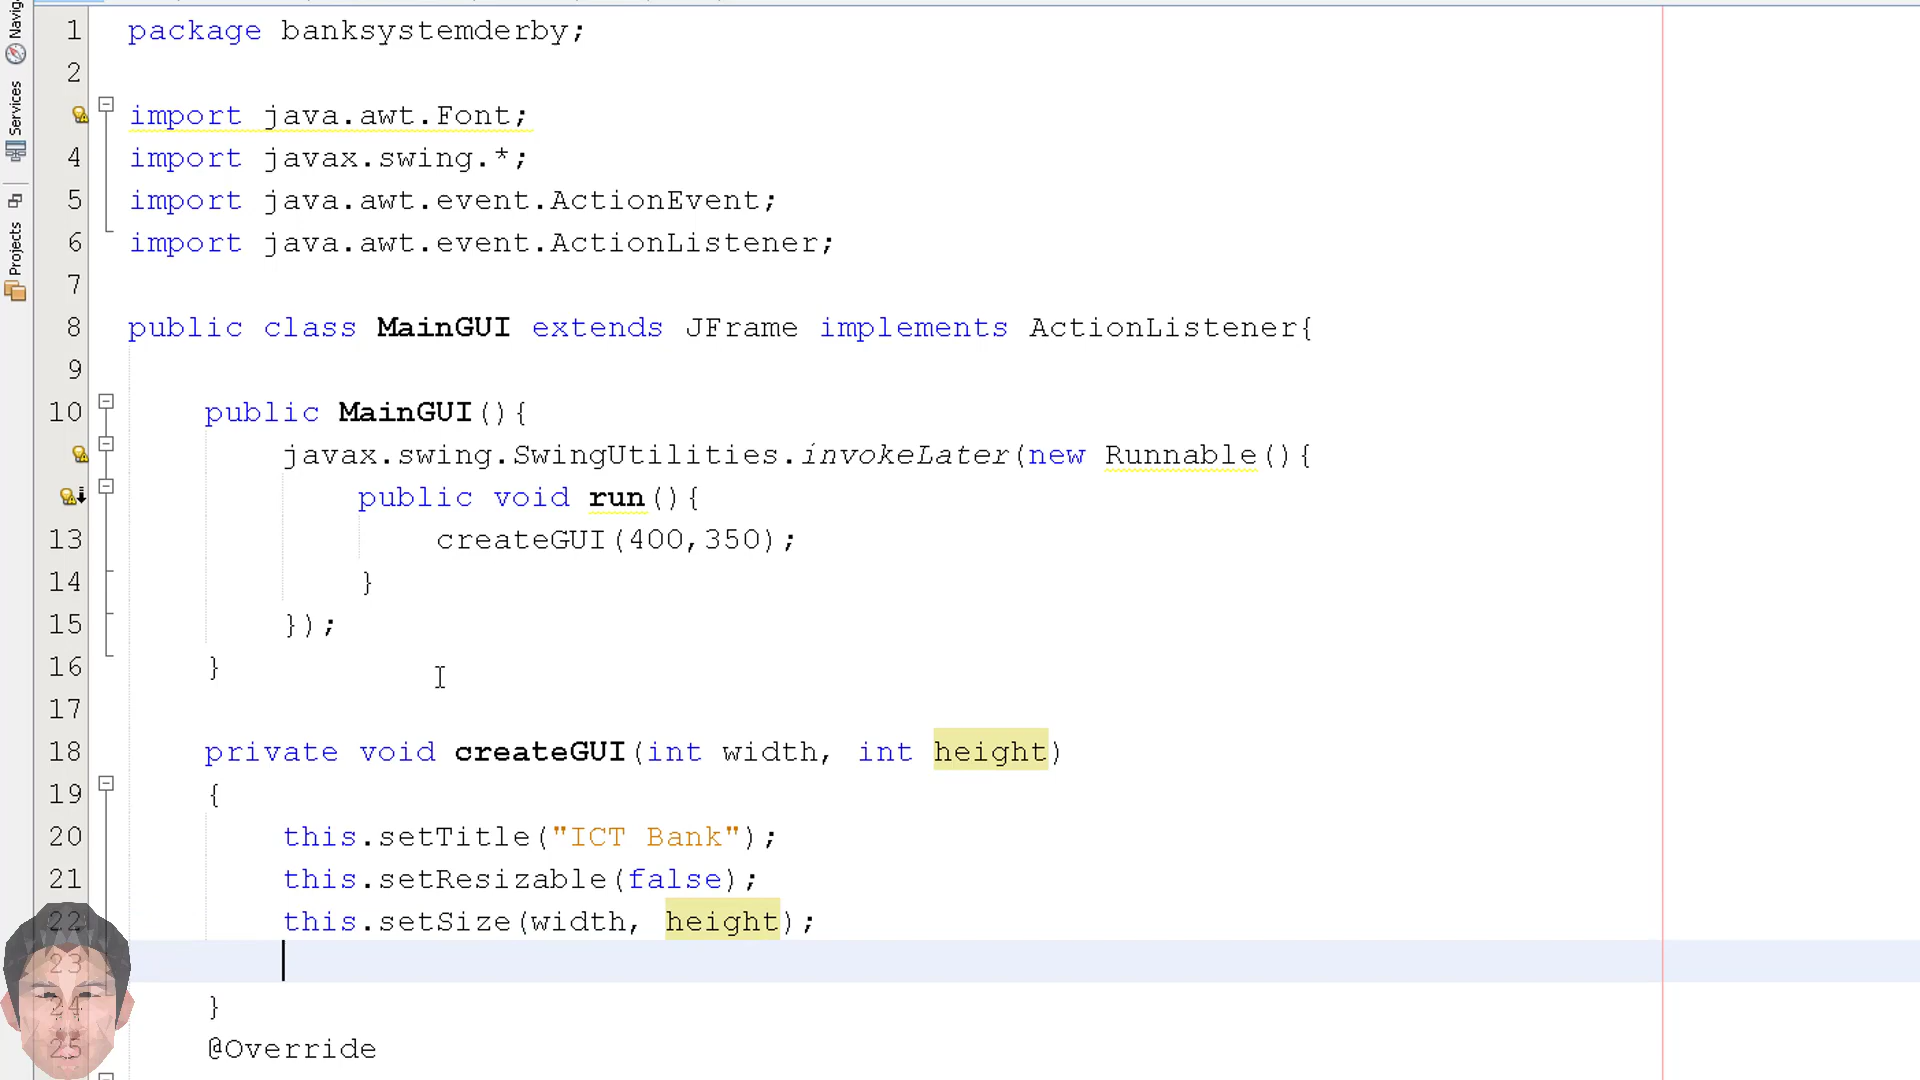 Naviga
Services
Projects
1 package banksystemderby;
2
import java.awt.Font;
4 import javax.swing.*;
5 import java.awt.event.ActionEvent;
6 import java.awt.event.ActionListener;
7
8 public class MainGUI extends JFrame implements ActionListener{
9
10 public MainGUI(){
javax.swing.SwingUtilities.invokeLater(new Runnable(){
public void run(){
13 createGUI(400,350);
14 }
15 });
16 }
17
18 private void createGUI(int width, int height)
19 {
20 this.setTitle("ICT Bank");
21 this.setResizable(false);
22 this.setSize(width, height);
23
24 }
25 @Override